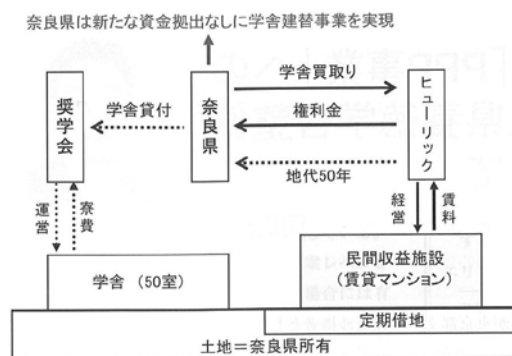 奈良県は新たな資金拠出なしに学舎建替事業を実現
奨学会
学舎貸付
奈良県
学舎買取り
権利金
地代50年
ヒューリック
運営
寮費
経営
賃料
学舎 (50室)
民間収益施設
(賃貸マンション)
定期借地
土地=奈良県所有